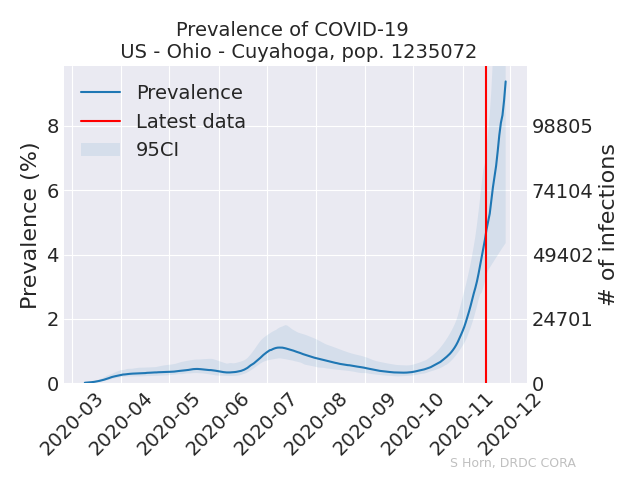 Prevalence of COVID-19
US - Ohio - Cuyahoga, pop. 1235072
Prevalence
Latest data
95CI
Prevalence (%)
8
6
4
2
0
98805
74104
49402
24701
0
# of infections
2020-03
2020-04
2020-05
2020-06
2020-07
2020-08
2020-09
2020-10
2020-11
2020-12
S Horn, DRDC CORA